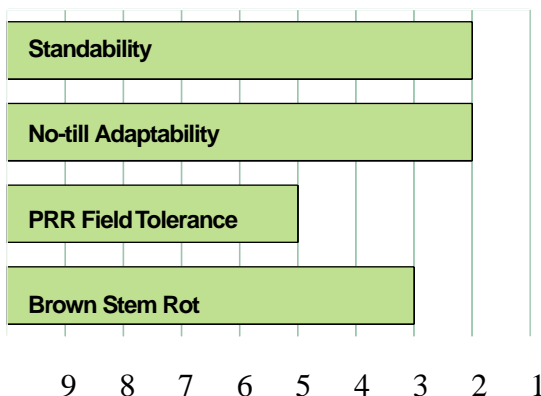 Standability
No-till Adaptability
PRR Field Tolerance
Brown Stem Rot
9 8 7 6 5 4 3 2 1